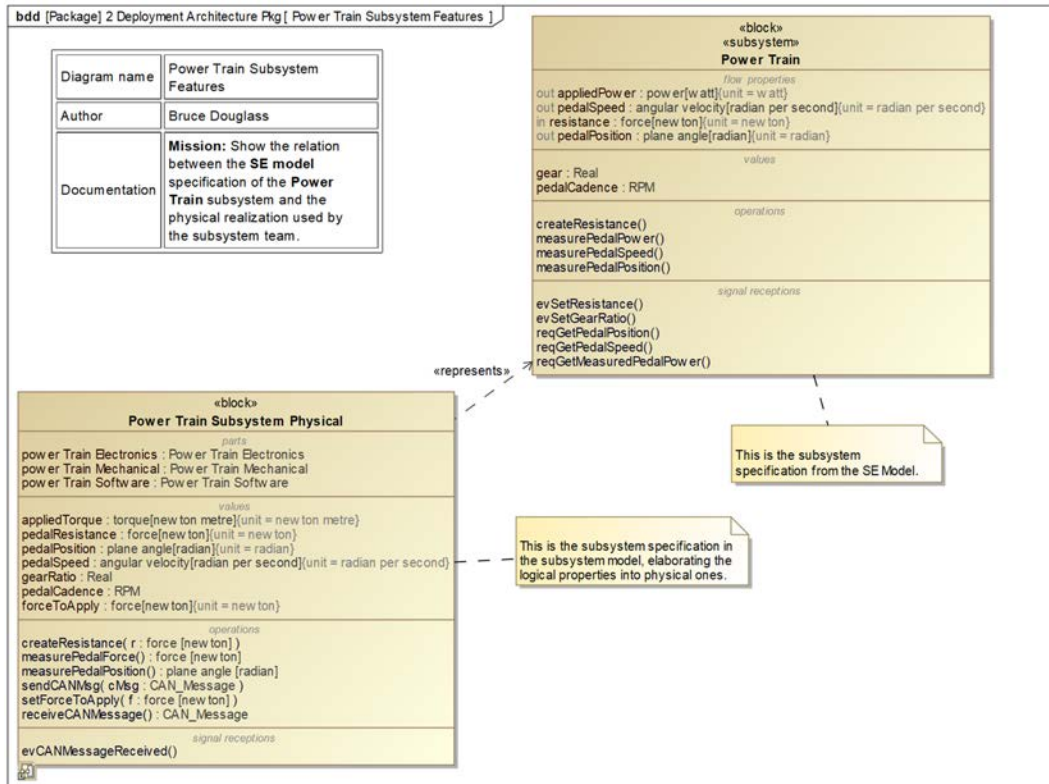 bdd [Package] 2 Deployment Architecture Pkg [ Power Train Subsystem Features ]
Diagram name
Power Train Subsystem
Features
Author
Bruce Douglass
Documentation
Mission: Show the relation
between the SE model
specification of the Power
Train subsystem and the
physical realization used by
the subsystem team.
«block»
«subsystem»
Power Train
flow properties
out appliedPower : power[watt]{unit = watt}
out pedalSpeed : angular velocity[radian per second]{unit = radian per second}
in resistance : force[newton]{unit = newton}
out pedalPosition : plane angle[radian]{unit = radian}
values
gear : Real
pedalCadence : RPM
operations
createResistance()
measurePedalPower()
measurePedalSpeed()
measurePedalPosition()
signal receptions
evSetResistance()
evSetGearRatio()
reqGetPedalPosition()
reqGetPedalSpeed()
reqGetMeasuredPedalPower()
«represents»
This is the subsystem
specification from the SE Model.
«block»
Power Train Subsystem Physical
parts
power Train Electronics : Power Train Electronics
power Train Mechanical : Power Train Mechanical
power Train Software : Power Train Software
values
appliedTorque : torque[newton metre]{unit = newton metre}
pedalResistance : force[newton]{unit = newton}
pedalPosition : plane angle[radian]{unit = radian}
pedalSpeed : angular velocity[radian per second]{unit = radian per second}
gearRatio : Real
pedalCadence : RPM
forceToApply : force[newton]{unit = newton}
operations
createResistance( r : force [newton] )
measurePedalForce() : force [newton]
measurePedalPosition() : plane angle [radian]
sendCANMsg( cMsg : CAN_Message )
setForceToApply( f : force [newton] )
receiveCANMessage() : CAN_Message
signal receptions
evCANMessageReceived()
This is the subsystem specification in
the subsystem model, elaborating the
logical properties into physical ones.